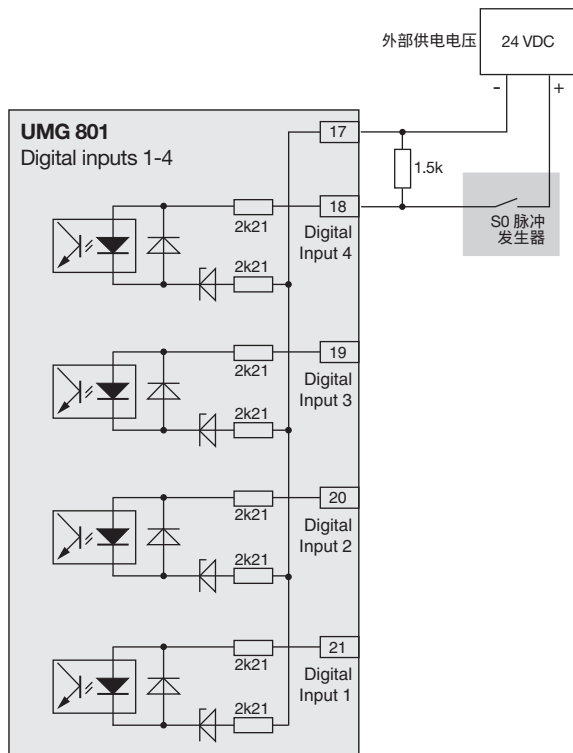 外部供电电压
24 VDC
- +
UMG 801
Digital inputs 1-4
17
1.5k
2k21
18
S0 脉冲
发生器
Digital
Input 4
2k21
19
2k21
Digital
Input 3
2k21
20
2k21
Digital
Input 2
2k21
21
2k21
Digital
Input 1
2k21